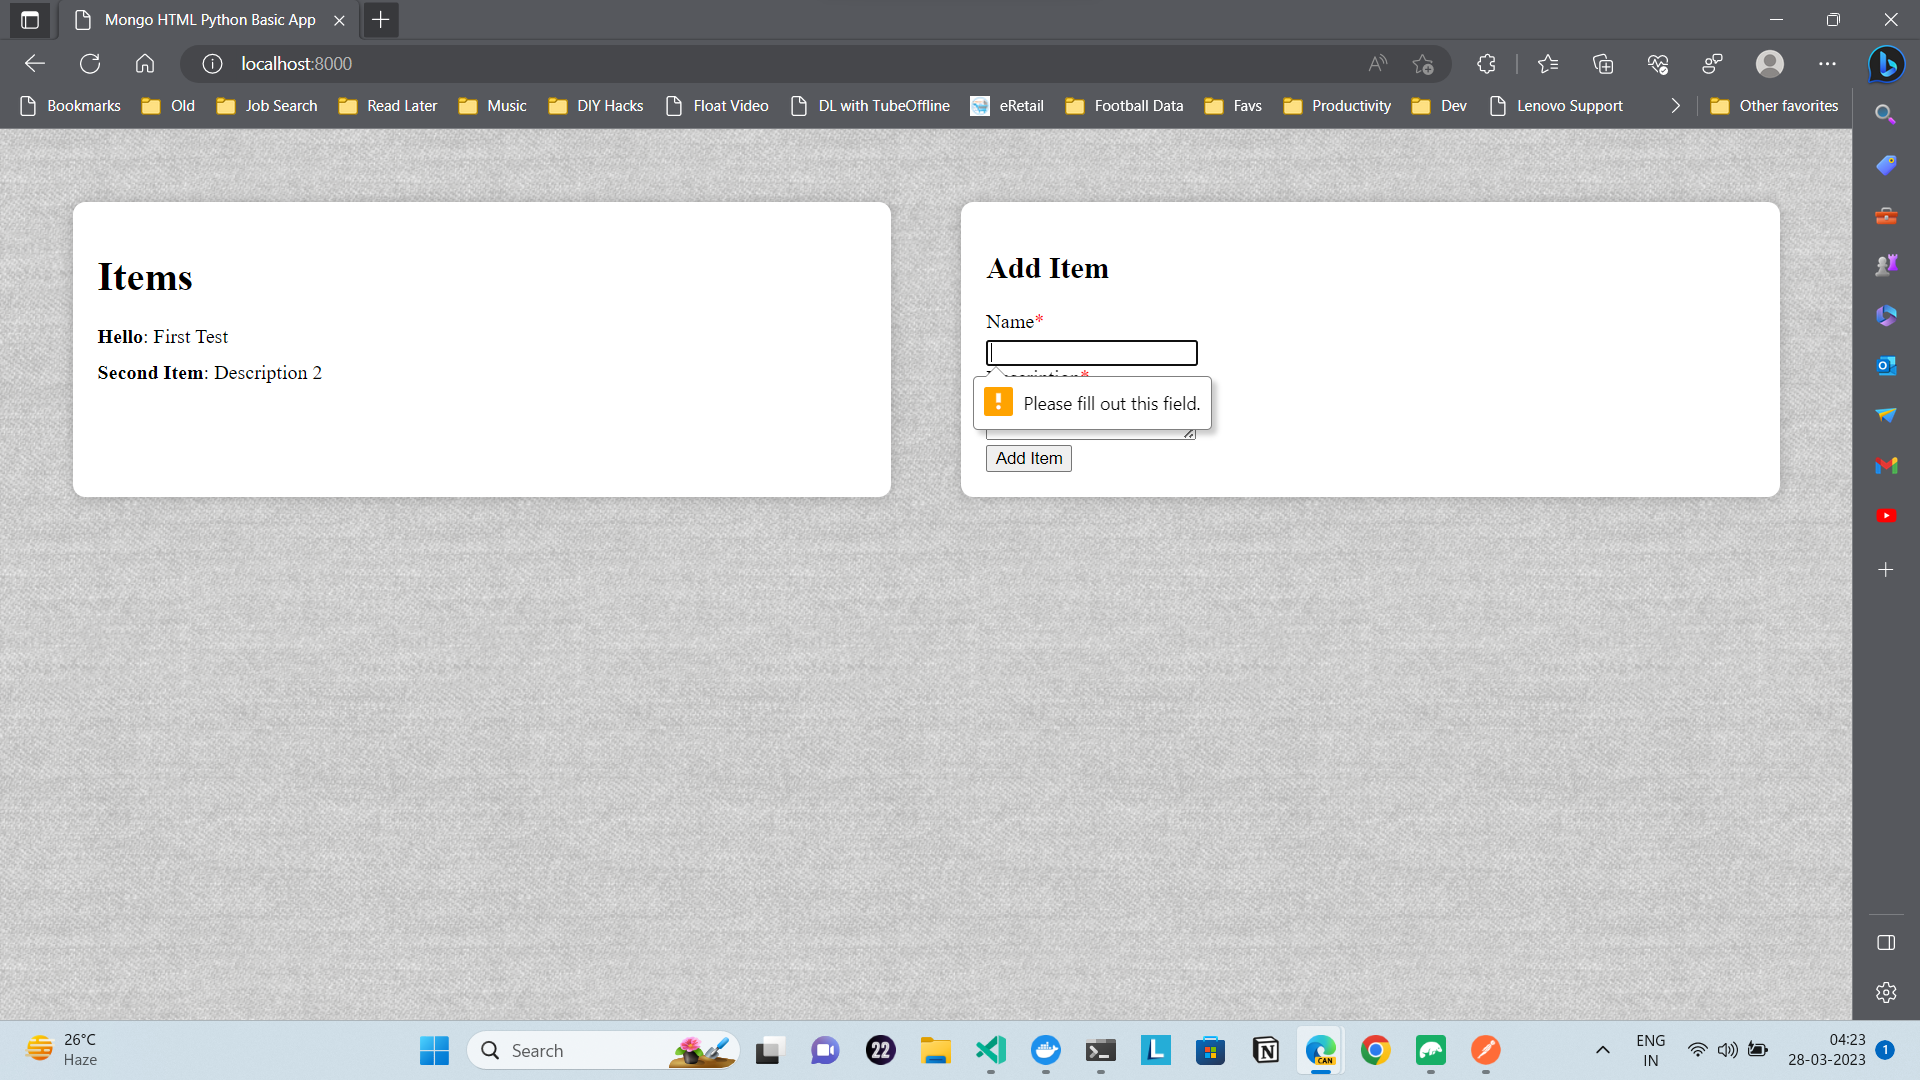 Mongo HTML Python Basic App
localhost:8000
Bookmarks Old Job Search Read Later Music DIY Hacks Float Video DL with TubeOffline eRetail Football Data Favs Productivity Dev Lenovo Support Other favorites
Items
Hello: First Test
Second Item: Description 2
Add Item
Name*
Description*
Please fill out this field.
Add Item
26°C
Haze
Search
22
CAN
ENG
IN
04:23
28-03-2023
1